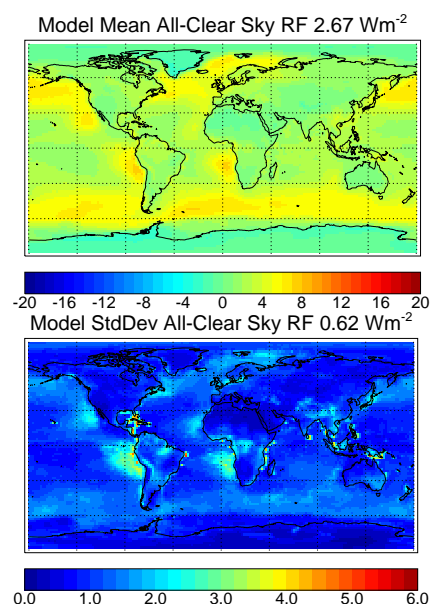 Model Mean All-Clear Sky RF 2.67 Wm-2
-20 -16 -12 -8 -4 0 4 8 12 16 20
Model StdDev All-Clear Sky RF 0.62 Wm-2
0.0 1.0 2.0 3.0 4.0 5.0 6.0